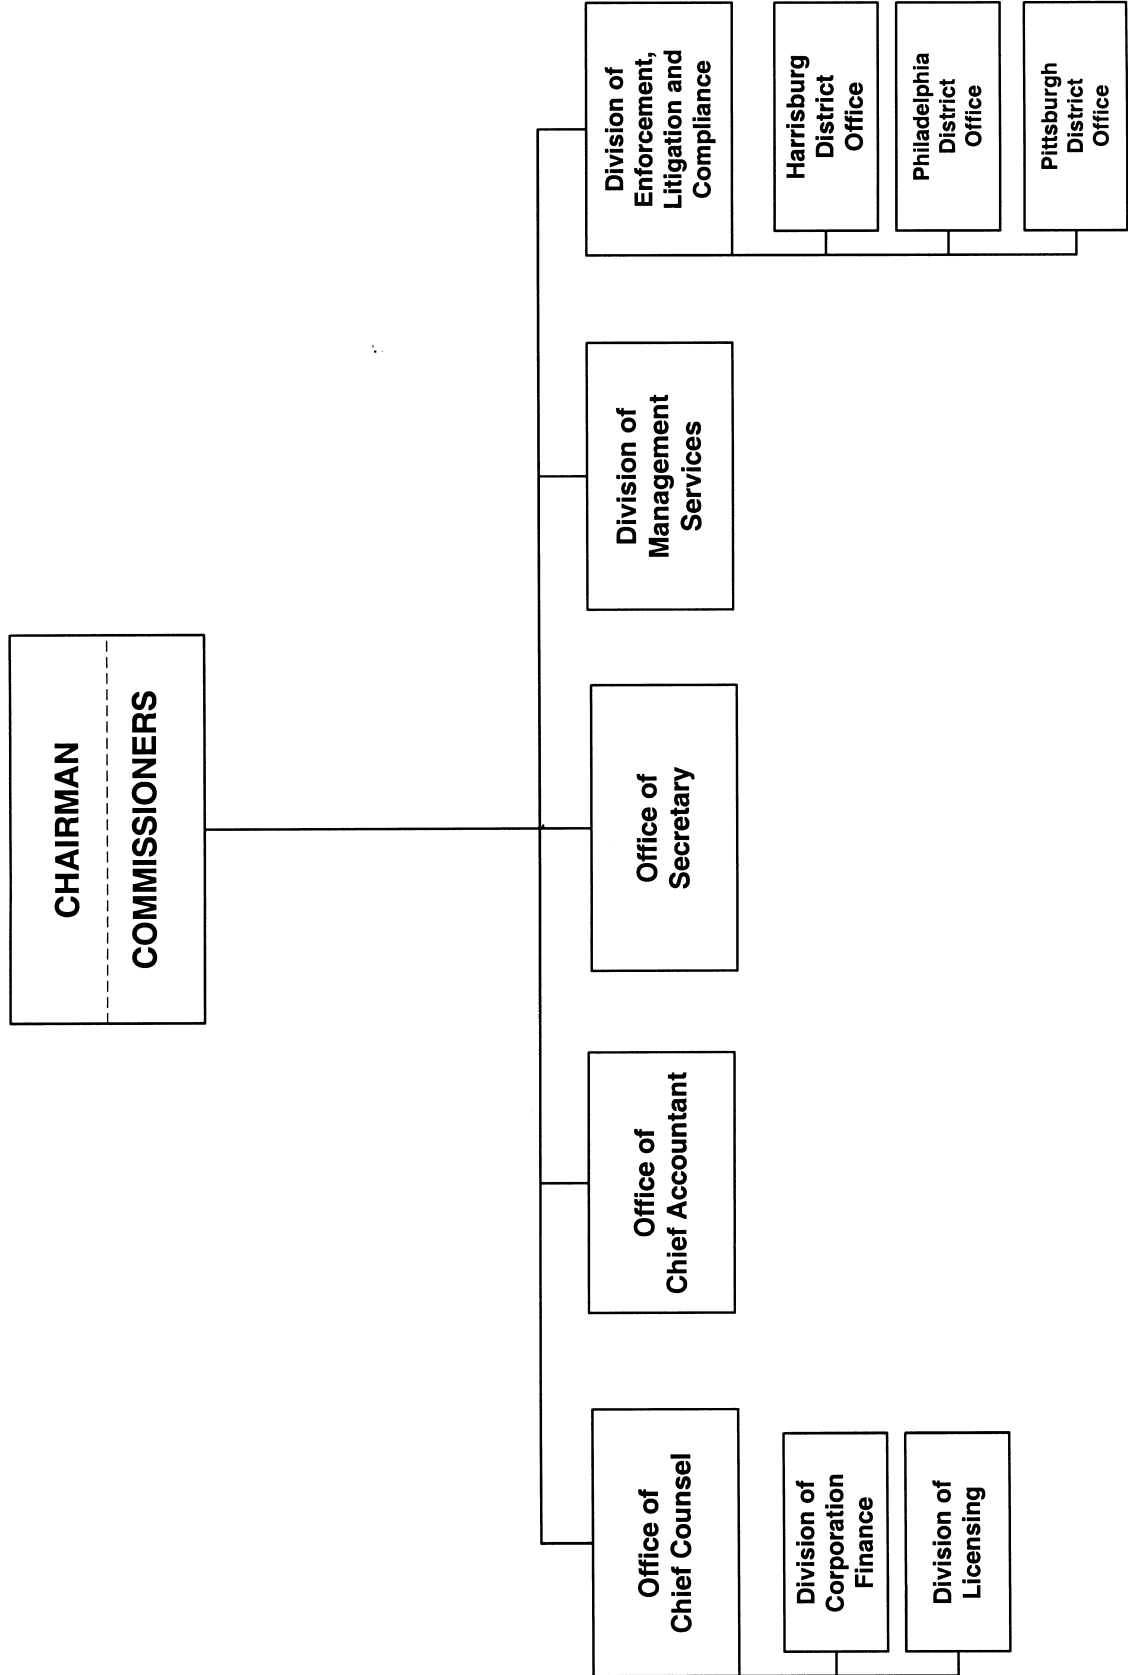 CHAIRMAN
COMMISSIONERS
Office of
Chief Counsel
Division of
Corporation
Finance
Division of
Licensing
Office of
Chief Accountant
Office of
Secretary
Division of
Management
Services
Division of
Enforcement,
Litigation and
Compliance
Harrisburg
District
Office
Philadelphia
District
Office
Pittsburgh
District
Office